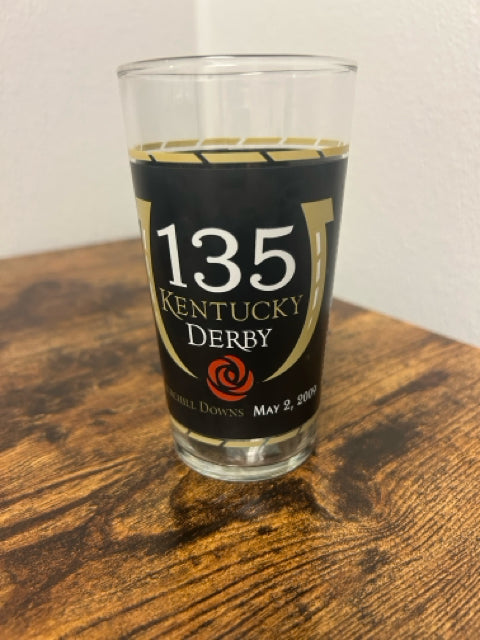 135
KENTUCKY
DERBY
DOWNS MAY 2, 2009